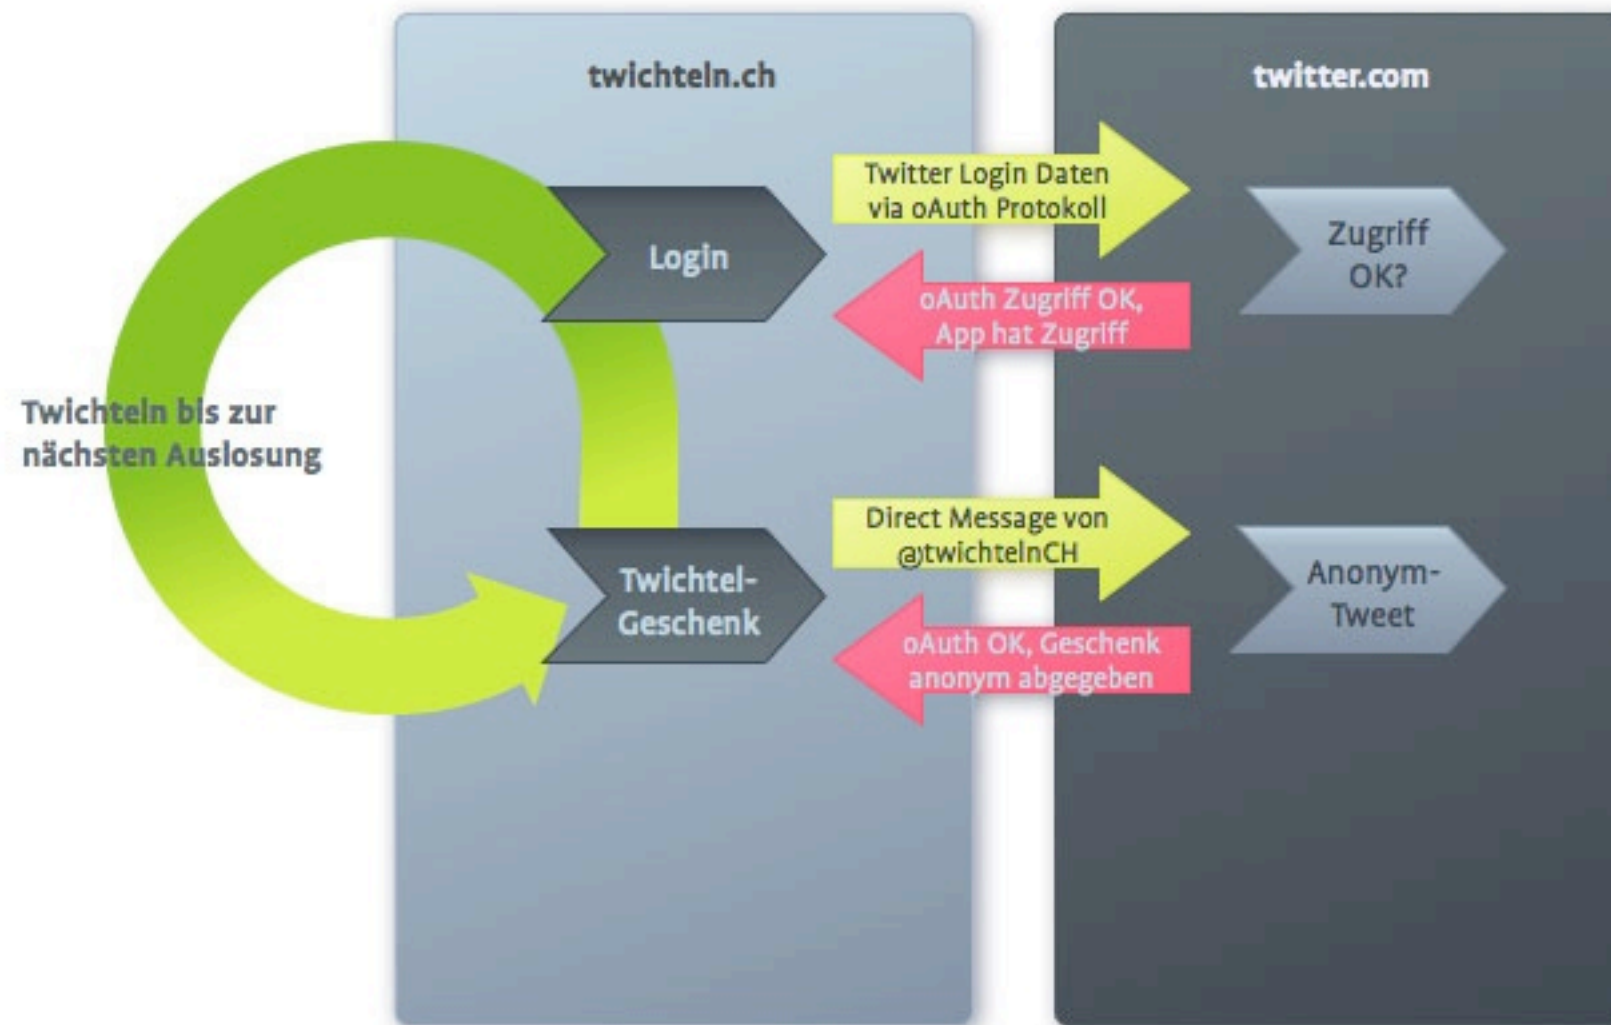 twichteln.ch
twitter.com
Twitter Login Daten
via oAuth Protokoll
Login
Zugriff
OK?
oAuth Zugriff OK,
App hat Zugriff
Twichteln bis zur
nächsten Auslosung
Direct Message von
@twichtelnCH
Twichtel-
Geschenk
Anonym-
Tweet
oAuth OK, Geschenk
anonym abgegeben